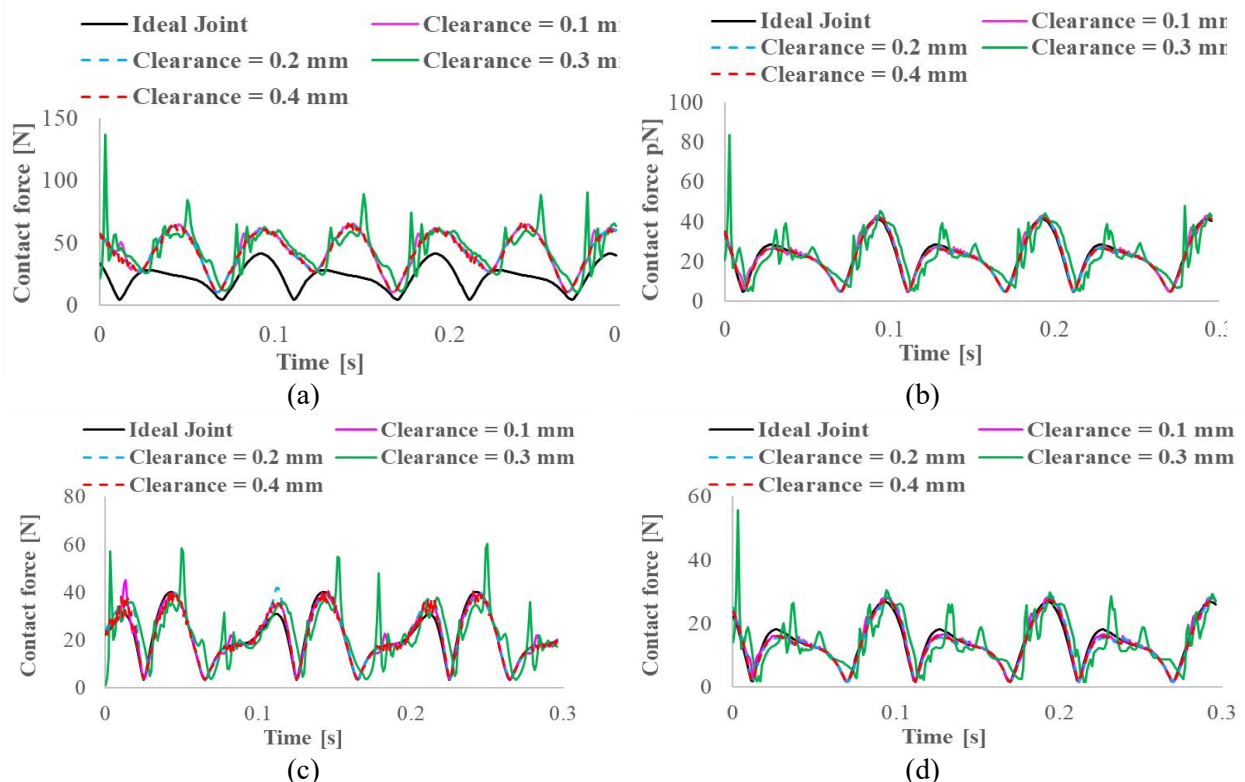 Ideal Joint
Clearance = 0.1 mm
Clearance = 0.2 mm
Clearance = 0.3 mm
Clearance = 0.4 mm
Contact force [N]
150
100
50
0
0 0.1 0.2 0
Time [s]
(a)
Ideal Joint
Clearance = 0.1 mm
Clearance = 0.2 mm
Clearance = 0.3 mm
Clearance = 0.4 mm
Contact force pN]
100
80
60
40
20
0
0 0.1 0.2 0.3
Time [s]
(b)
Ideal Joint
Clearance = 0.1 mm
Clearance = 0.2 mm
Clearance = 0.3 mm
Clearance = 0.4 mm
Contact force [N]
80
60
40
20
0
0 0.1 0.2 0.3
Time [s]
(c)
Ideal Joint
Clearance = 0.1 mm
Clearance = 0.2 mm
Clearance = 0.3 mm
Clearance = 0.4 mm
Contact force [N]
60
40
20
0
0 0.1 0.2 0.3
Time [s]
(d)